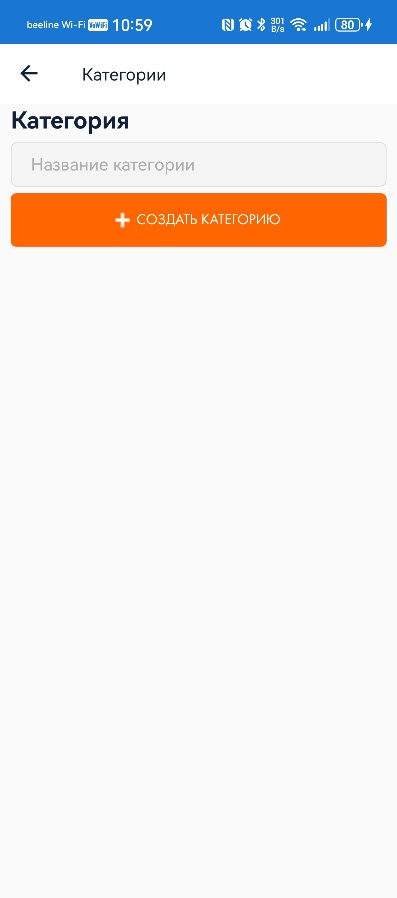 beeline Wi-Fi VoWiFi 10:59 301 B/s 80
Категории
Категория
Название категории
СОЗДАТЬ КАТЕГОРИЮ